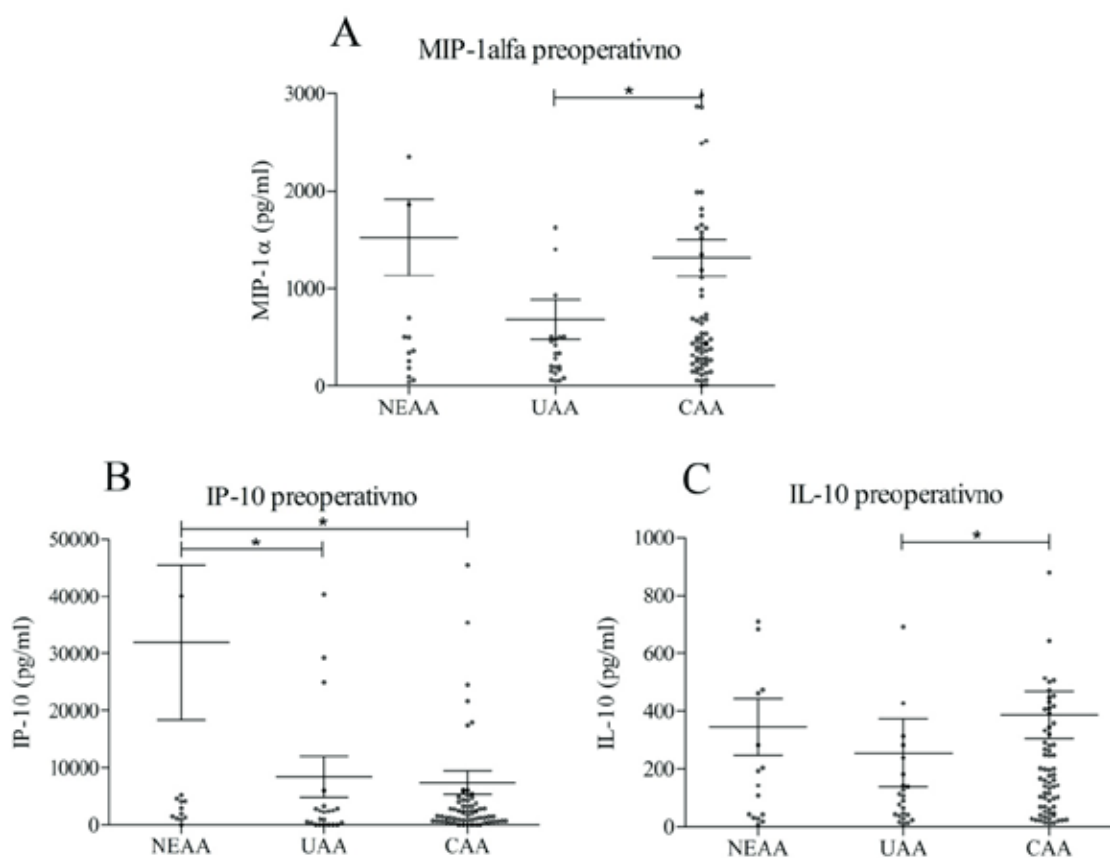 A
MIP-1alfa preoperativno
*
3000
2000
1000
0
MIP-1 α (pg/ml)
NEAA UAA CAA
B
IP-10 preoperativno
*
*
50000
40000
30000
20000
10000
0
IP-10 (pg/ml)
NEAA UAA CAA
C
IL-10 preoperativno
*
1000
800
600
400
200
0
IL-10 (pg/ml)
NEAA UAA CAA